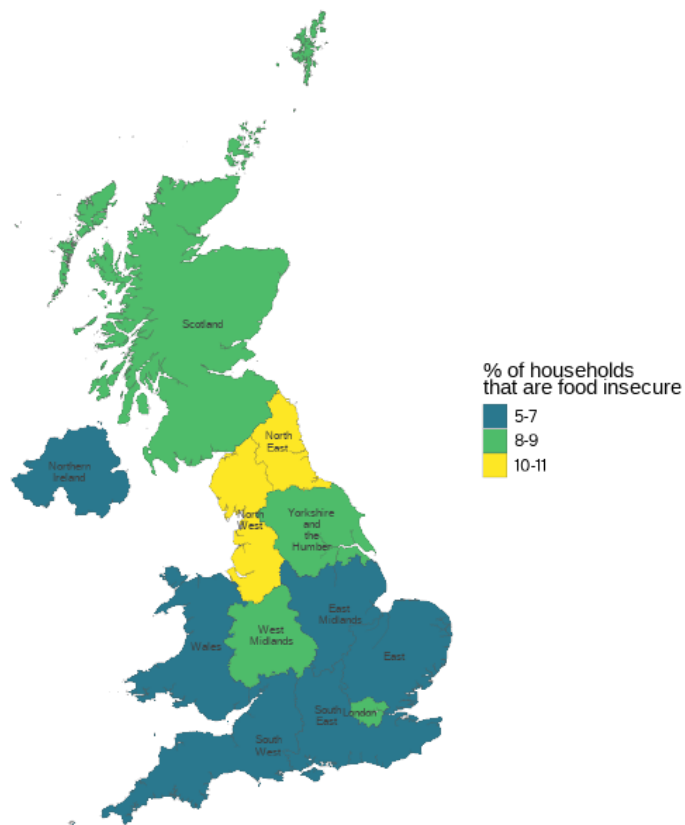 Scotland
% of households
that are food insecure
5-7
8-9
10-11
North
East
Northern
Ireland
North
West
Yorkshire
and
the
Humber
East
Midlands
West
Midlands
Wales
East
South
East
London
South
West